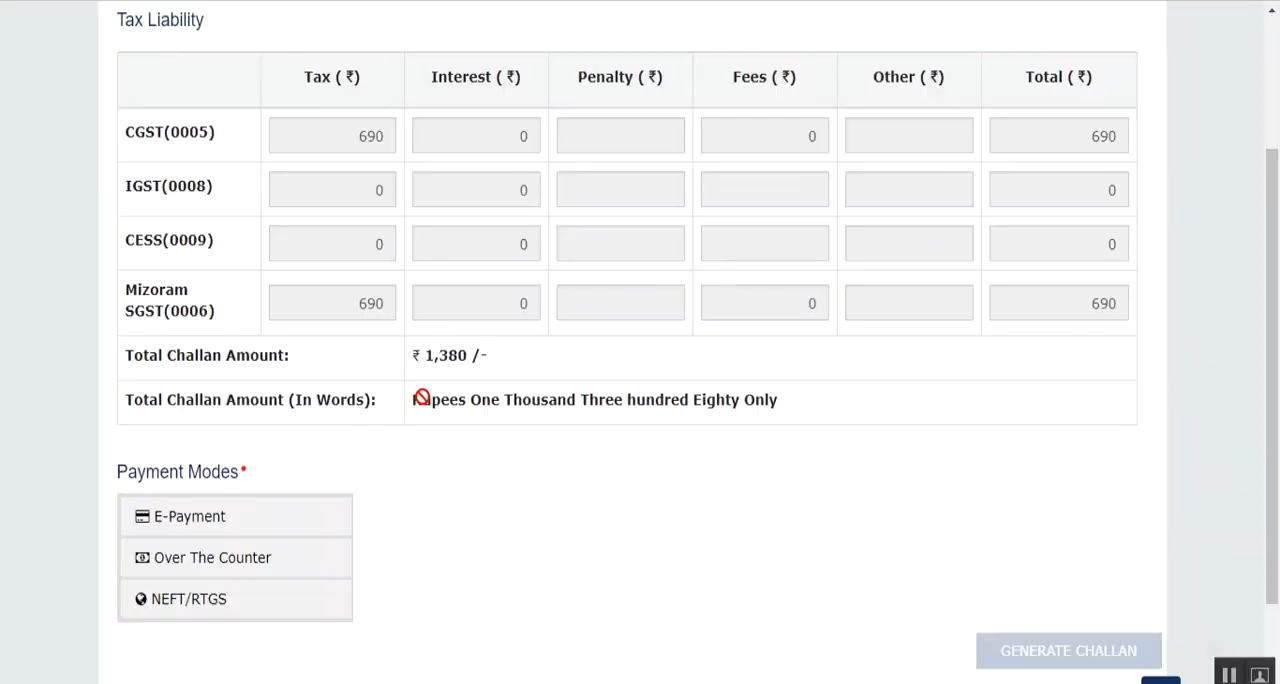 Tax Liability
Tax ( ₹) Interest ( ₹) Penalty ( ₹) Fees ( ₹) Other ( ₹) Total ( ₹)
CGST(0005) 690 0 0 690
IGST(0008) 0 0 0
CESS(0009) 0 0 0
Mizoram
SGST(0006) 690 0 0 690
Total Challan Amount: ₹ 1,380 /-
Total Challan Amount (In Words): Rupees One Thousand Three hundred Eighty Only
Payment Modes•
E-Payment
Over The Counter
NEFT/RTGS
GENERATE CHALLAN